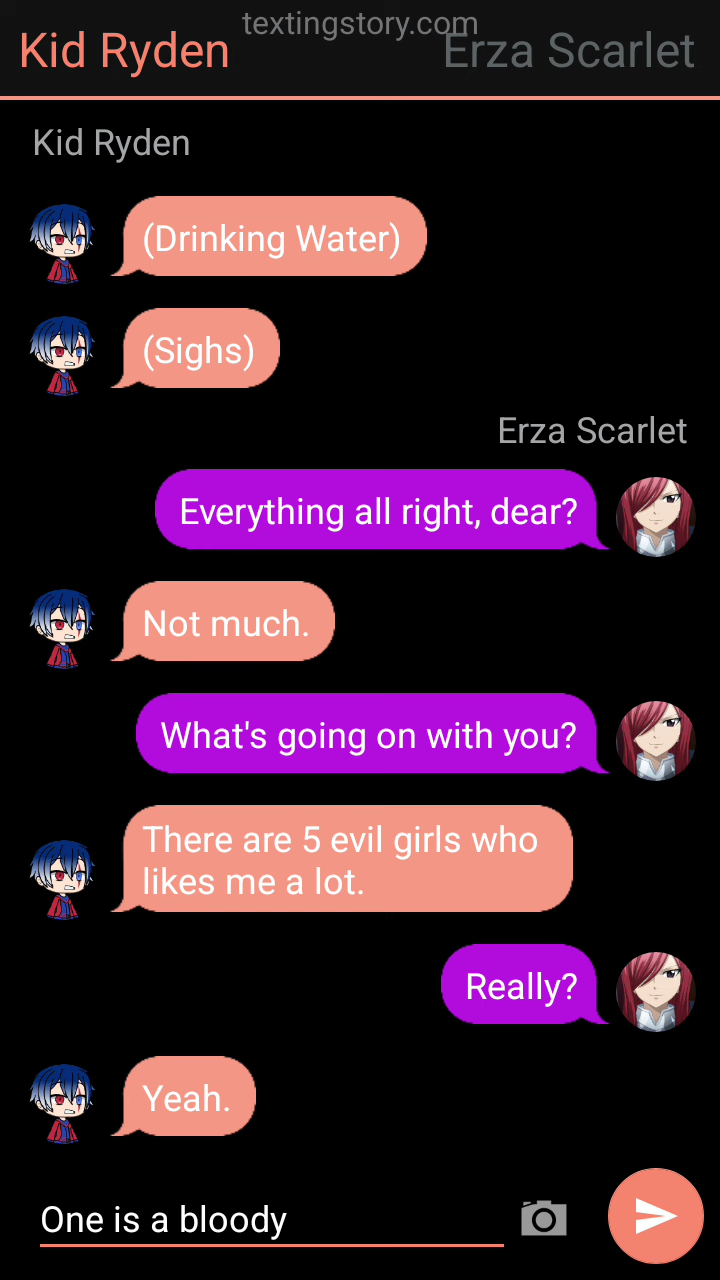 textingstory.com
Kid Ryden
Erza Scarlet
Kid Ryden
(Drinking Water)
(Sighs)
Erza Scarlet
Everything all right, dear?
Not much.
What's going on with you?
There are 5 evil girls who
likes me a lot.
Really?
Yeah.
One is a bloody